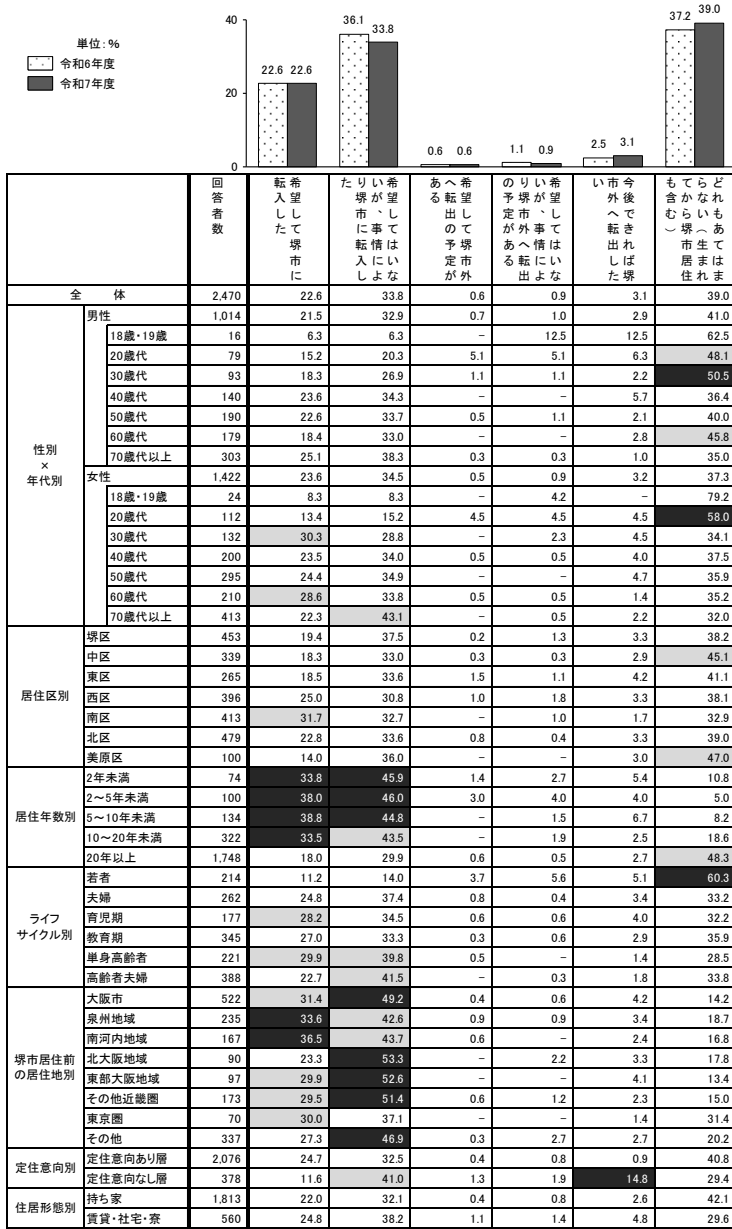 単位：％
令和6年度
令和7年度
40
20
0
22.6 22.6
36.1 33.8
0.6 0.6
1.1 0.9
2.5 3.1
37.2 39.0
回答者数
希望して堺市に
転入した
希望してはいな
いが、事情によ
り堺市に転入し
た
希望して堺市外
へ転出の予定が
ある
希望してはいな
いが、事情によ
り堺市外へ転出
の予定がある
今後できれば堺
市外へ転出した
い
どれもあてはま
らない（生まれ
てから堺市居住
も含む）
全 体 2,470 22.6 33.8 0.6 0.9 3.1 39.0
性別
×
年代別
男性 1,014 21.5 32.9 0.7 1.0 2.9 41.0
18歳・19歳 16 6.3 6.3 － 12.5 12.5 62.5
20歳代 79 15.2 20.3 5.1 5.1 6.3 48.1
30歳代 93 18.3 26.9 1.1 1.1 2.2 50.5
40歳代 140 23.6 34.3 － － 5.7 36.4
50歳代 190 22.6 33.7 0.5 1.1 2.1 40.0
60歳代 179 18.4 33.0 － － 2.8 45.8
70歳代以上 303 25.1 38.3 0.3 0.3 1.0 35.0
女性 1,422 23.6 34.5 0.5 0.9 3.2 37.3
18歳・19歳 24 8.3 8.3 － 4.2 － 79.2
20歳代 112 13.4 15.2 4.5 4.5 4.5 58.0
30歳代 132 30.3 28.8 － 2.3 4.5 34.1
40歳代 200 23.5 34.0 0.5 0.5 4.0 37.5
50歳代 295 24.4 34.9 － － 4.7 35.9
60歳代 210 28.6 33.8 0.5 0.5 1.4 35.2
70歳代以上 413 22.3 43.1 － 0.5 2.2 32.0
居住区別
堺区 453 19.4 37.5 0.2 1.3 3.3 38.2
中区 339 18.3 33.0 0.3 0.3 2.9 45.1
東区 265 18.5 33.6 1.5 1.1 4.2 41.1
西区 396 25.0 30.8 1.0 1.8 3.3 38.1
南区 413 31.7 32.7 － 1.0 1.7 32.9
北区 479 22.8 33.6 0.8 0.4 3.3 39.0
美原区 100 14.0 36.0 － － 3.0 47.0
居住年数別
2年未満 74 33.8 45.9 1.4 2.7 5.4 10.8
2～5年未満 100 38.0 46.0 3.0 4.0 4.0 5.0
5～10年未満 134 38.8 44.8 － 1.5 6.7 8.2
10～20年未満 322 33.5 43.5 － 1.9 2.5 18.6
20年以上 1,748 18.0 29.9 0.6 0.5 2.7 48.3
ライフ
サイクル別
若者 214 11.2 14.0 3.7 5.6 5.1 60.3
夫婦 262 24.8 37.4 0.8 0.4 3.4 33.2
育児期 177 28.2 34.5 0.6 0.6 4.0 32.2
教育期 345 27.0 33.3 0.3 0.6 2.9 35.9
単身高齢者 221 29.9 39.8 0.5 － 1.4 28.5
高齢者夫婦 388 22.7 41.5 － 0.3 1.8 33.8
堺市居住前
の居住地別
大阪市 522 31.4 49.2 0.4 0.6 4.2 14.2
泉州地域 235 33.6 42.6 0.9 0.9 3.4 18.7
南河内地域 167 36.5 43.7 0.6 － 2.4 16.8
北大阪地域 90 23.3 53.3 － 2.2 3.3 17.8
東部大阪地域 97 29.9 52.6 － － 4.1 13.4
その他近畿圏 173 29.5 51.4 0.6 1.2 2.3 15.0
東京圏 70 30.0 37.1 － － 1.4 31.4
その他 337 27.3 46.9 0.3 2.7 2.7 20.2
定住意向別
定住意向あり層 2,076 24.7 32.5 0.4 0.8 0.9 40.8
定住意向なし層 378 11.6 41.0 1.3 1.9 14.8 29.4
住居形態別
持ち家 1,813 22.0 32.1 0.4 0.8 2.6 42.1
賃貸・社宅・寮 560 24.8 38.2 1.1 1.4 4.8 29.6